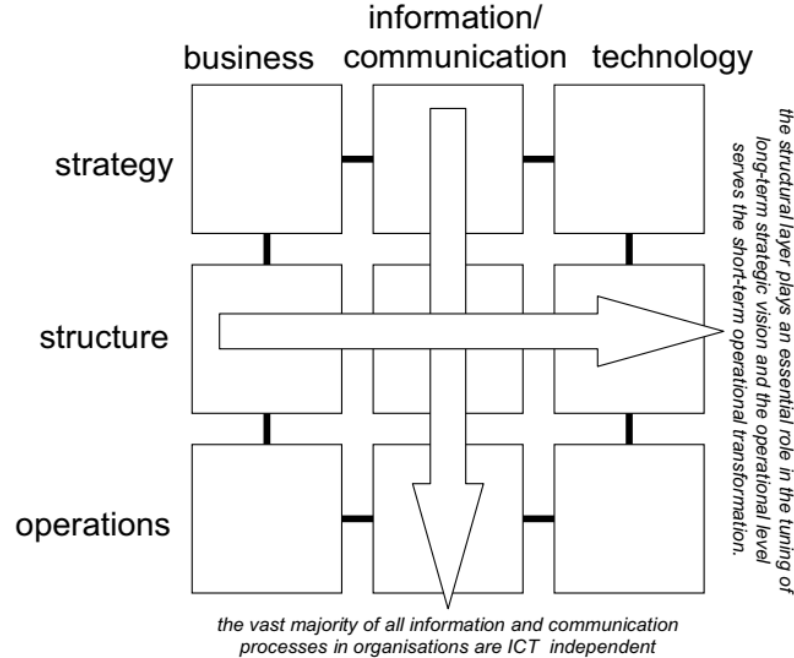 information/
business communication technology
strategy
structure
operations
the structural layer plays an essential role in the tuning of
long-term strategic vision and the operational level
serves the short-term operational transformation.
the vast majority of all information and communication
processes in organisations are ICT independent